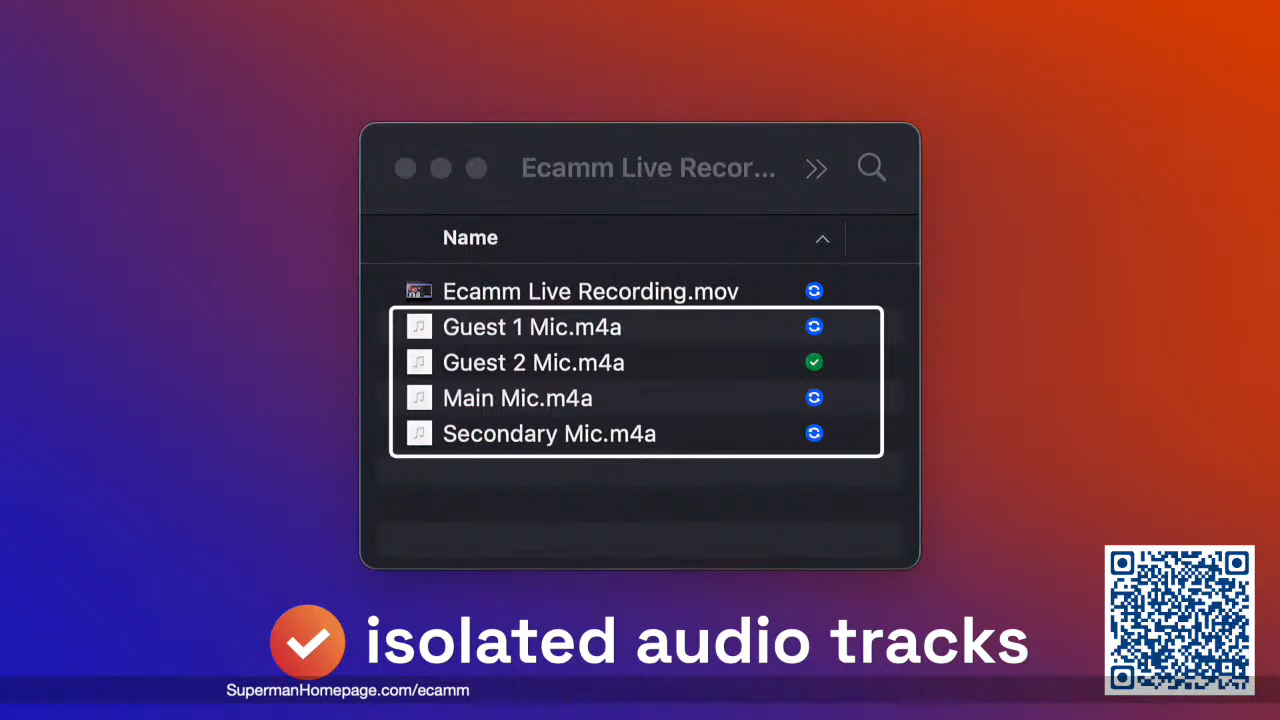 Ecamm Live Recor...
Name
Ecamm Live Recording.mov
Guest 1 Mic.m4a
Guest 2 Mic.m4a
Main Mic.m4a
Secondary Mic.m4a
isolated audio tracks
SupermanHomepage.com/ecamm